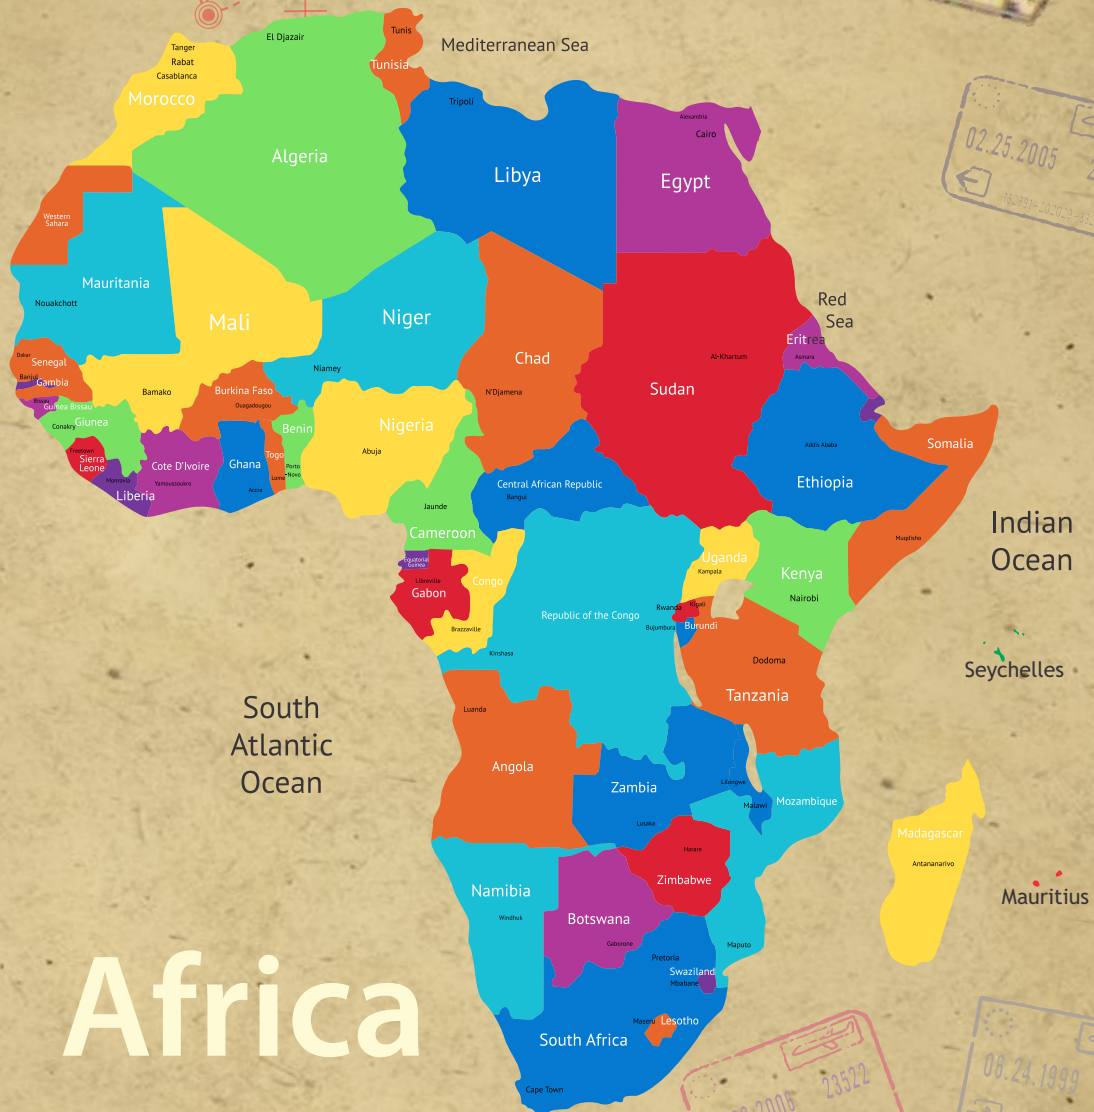 El Djazair
Tunis
Mediterranean Sea
Tanger
Rabat
Casablanca
Morocco
Tunisia
Tripoli
Alexandria
Cairo
02.25.2005
Algeria
Libya
Egypt
Western
Sahara
Mauritania
Nouakchott
Mali
Niger
Red
Sea
Eritrea
Asmara
Dakar
Senegal
Banjul
Gambia
Bissau
Guinea Bissau
Conakry
Giunea
Bamako
Niamey
Burkina Faso
Ouagadougou
Chad
N'Djamena
Al-Khartum
Sudan
Benin
Nigeria
Abuja
Freetown
Sierra
Leone
Monrovia
Liberia
Cote D'Ivoire
Yamoussoukro
Ghana
Accra
Togo
Lome
Porto
-Novo
Addis Ababa
Ethiopia
Somalia
Muqdisho
Central African Republic
Bangui
Jaunde
Cameroon
Indian
Ocean
Equatorial
Guinea
Libreville
Gabon
Congo
Brazzaville
Kinshasa
Republic of the Congo
Uganda
Kampala
Kenya
Nairobi
Rwanda
Kigali
Bujumbura
Burundi
Dodoma
Tanzania
Seychelles
South
Atlantic
Ocean
Luanda
Angola
Zambia
Lusaka
Lilongwe
Malawi
Mozambique
Harare
Zimbabwe
Madagascar
Antananarivo
Mauritius
Namibia
Windhuk
Botswana
Gaborone
Maputo
Pretoria
Swaziland
Mbabane
Maseru
Lesotho
South Africa
Cape Town
Africa
23522
08.24.1999